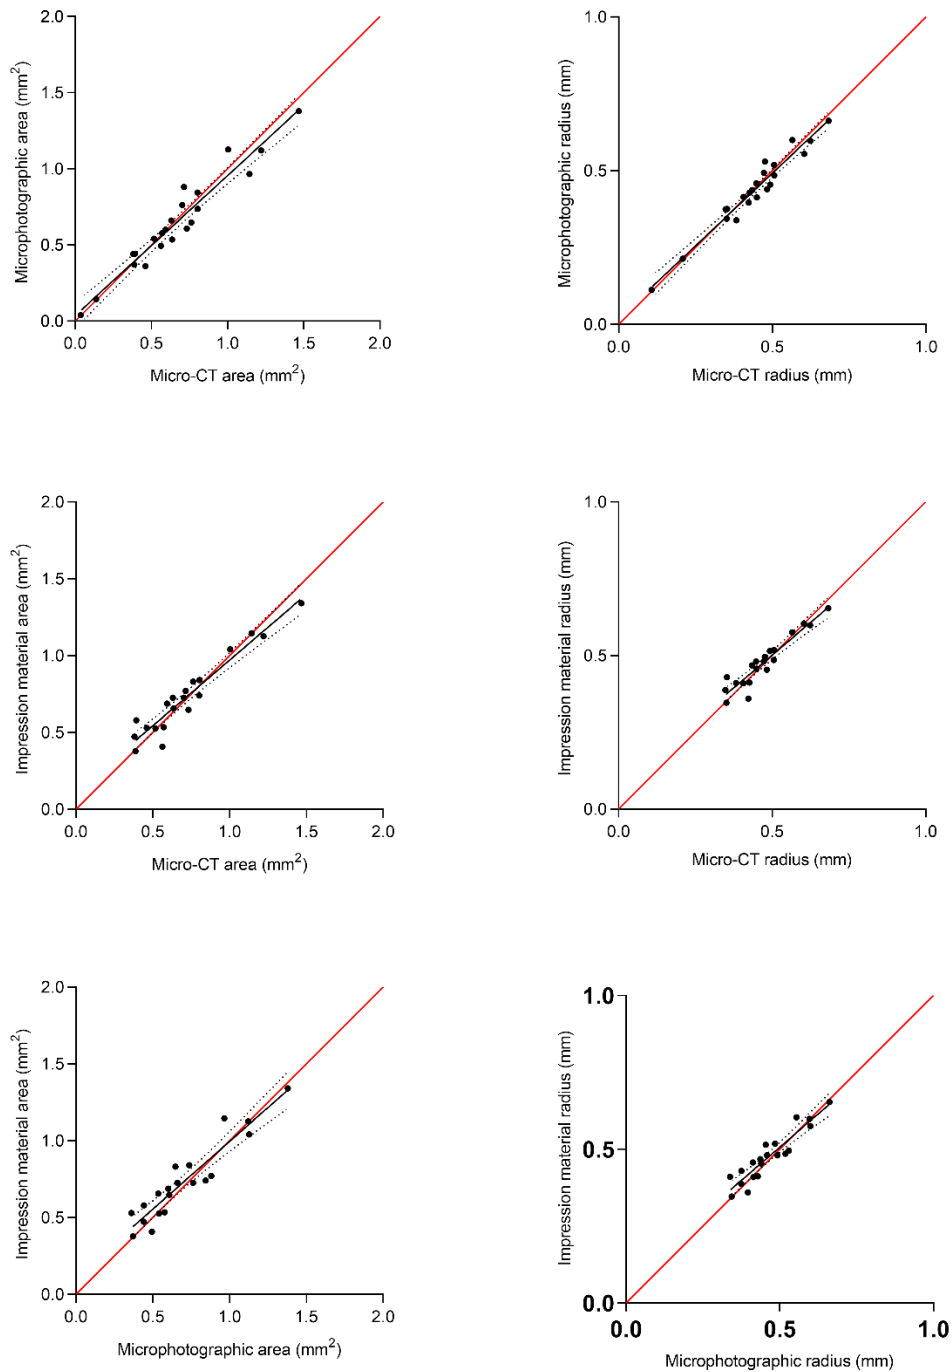 Microphotographic area (mm²)
2.0
1.5
1.0
0.5
0.0
0.0 0.5 1.0 1.5 2.0
Micro-CT area (mm²)
Microphotographic radius (mm)
1.0
0.5
0.0
0.0 0.5 1.0
Micro-CT radius (mm)
Impression material area (mm²)
2.0
1.5
1.0
0.5
0.0
0.0 0.5 1.0 1.5 2.0
Micro-CT area (mm²)
Impression material radius (mm)
1.0
0.5
0.0
0.0 0.5 1.0
Micro-CT radius (mm)
Impression material area (mm²)
2.0
1.5
1.0
0.5
0.0
0.0 0.5 1.0 1.5 2.0
Microphotographic area (mm²)
Impression material radius (mm)
1.0
0.5
0.0
0.0 0.5 1.0
Microphotographic radius (mm)